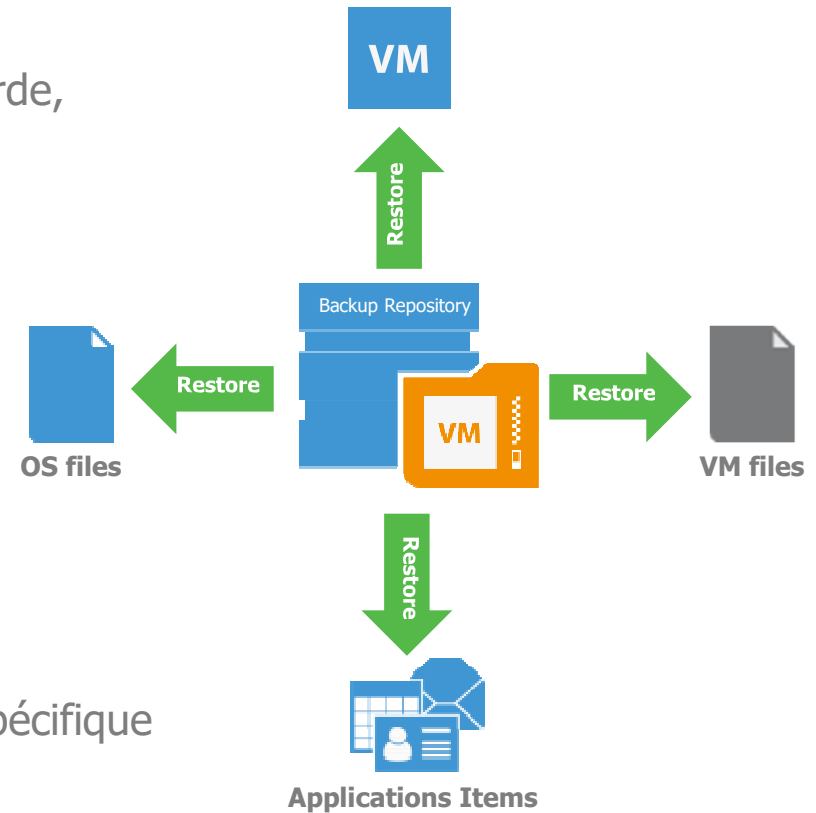 VM
rde,
Restore
Backup Repository
Restore
Restore
VM
OS files
VM files
Restore
pécifique
Applications Items